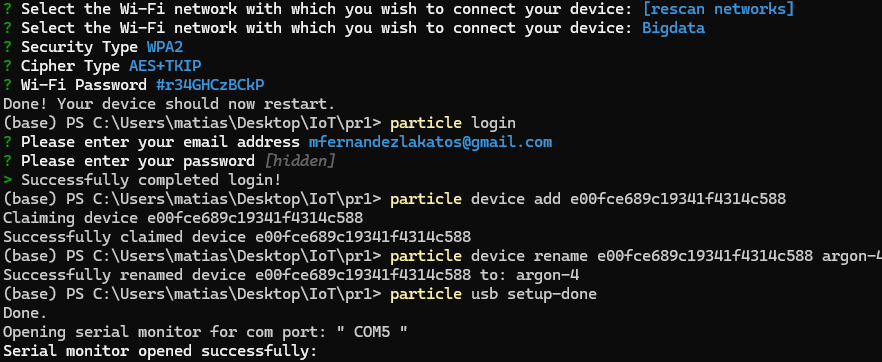 ? Select the Wi-Fi network with which you wish to connect your device: [rescan networks]
? Select the Wi-Fi network with which you wish to connect your device: Bigdata
? Security Type WPA2
? Cipher Type AES+TKIP
? Wi-Fi Password #r34GHCzBCkP
Done! Your device should now restart.
(base) PS C:\Users\matias\Desktop\IoT\pr1> particle login
? Please enter your email address mfernandezlakatos@gmail.com
? Please enter your password [hidden]
> Successfully completed login!
(base) PS C:\Users\matias\Desktop\IoT\pr1> particle device add e00fce689c19341f4314c588
Claiming device e00fce689c19341f4314c588
Successfully claimed device e00fce689c19341f4314c588
(base) PS C:\Users\matias\Desktop\IoT\pr1> particle device rename e00fce689c19341f4314c588 argon-4
Successfully renamed device e00fce689c19341f4314c588 to: argon-4
(base) PS C:\Users\matias\Desktop\IoT\pr1> particle usb setup-done
Done.
Opening serial monitor for com port: " COM5 "
Serial monitor opened successfully: